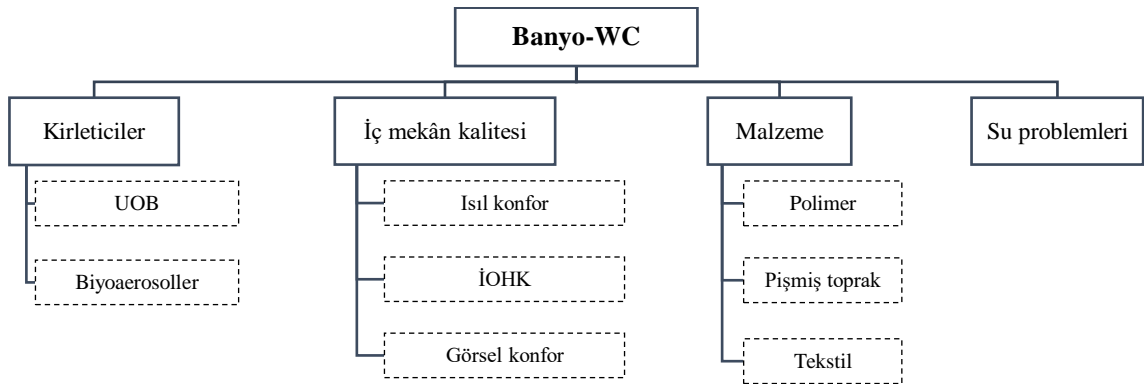 Banyo-WC
Kirleticiler
İç mekân kalitesi
Malzeme
Su problemleri
UOB
Isıl konfor
Polimer
Biyoaerosoller
İOHK
Pişmiş toprak
Görsel konfor
Tekstil